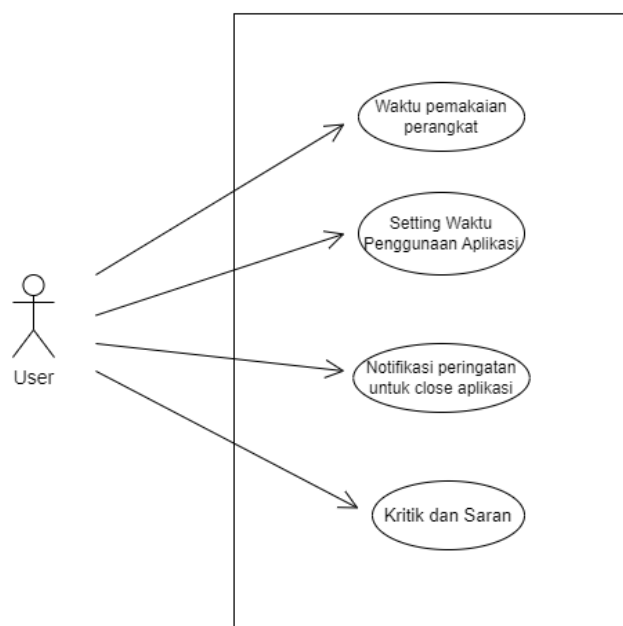 Waktu pemakaian
perangkat
Setting Waktu
Penggunaan Aplikasi
User
Notifikasi peringatan
untuk close aplikasi
Kritik dan Saran